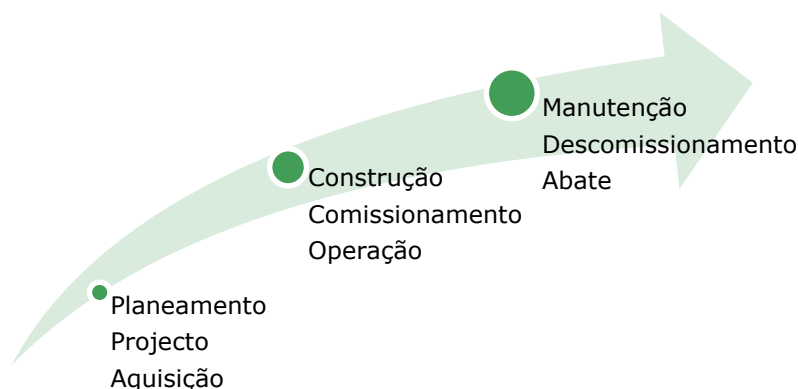 Manutenção
Descomissionamento
Abate
Construção
Comissionamento
Operação
Planeamento
Projecto
Aquisição